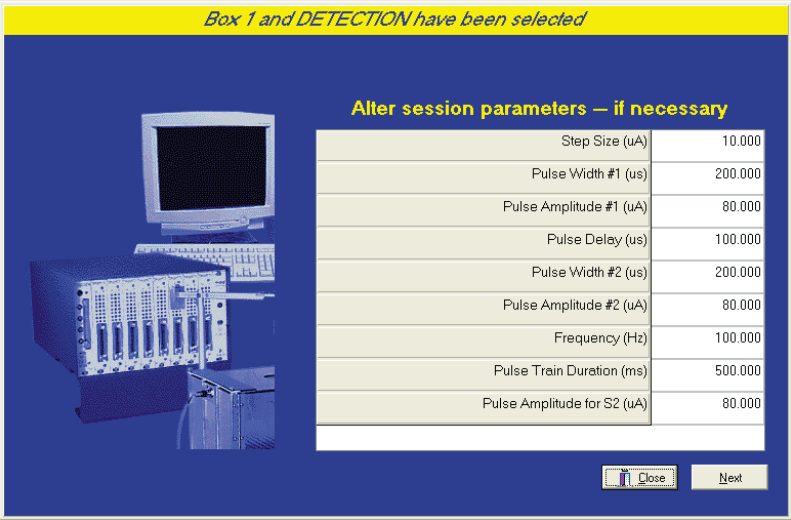 Box 1 and DETECTION have been selected
Alter session parameters — if necessary
Step Size (uA) 10.000
Pulse Width #1 (us) 200.000
Pulse Amplitude #1 (uA) 80.000
Pulse Delay (us) 100.000
Pulse Width #2 (us) 200.000
Pulse Amplitude #2 (uA) 80.000
Frequency (Hz) 100.000
Pulse Train Duration (ms) 500.000
Pulse Amplitude for S2 (uA) 80.000
Close Next